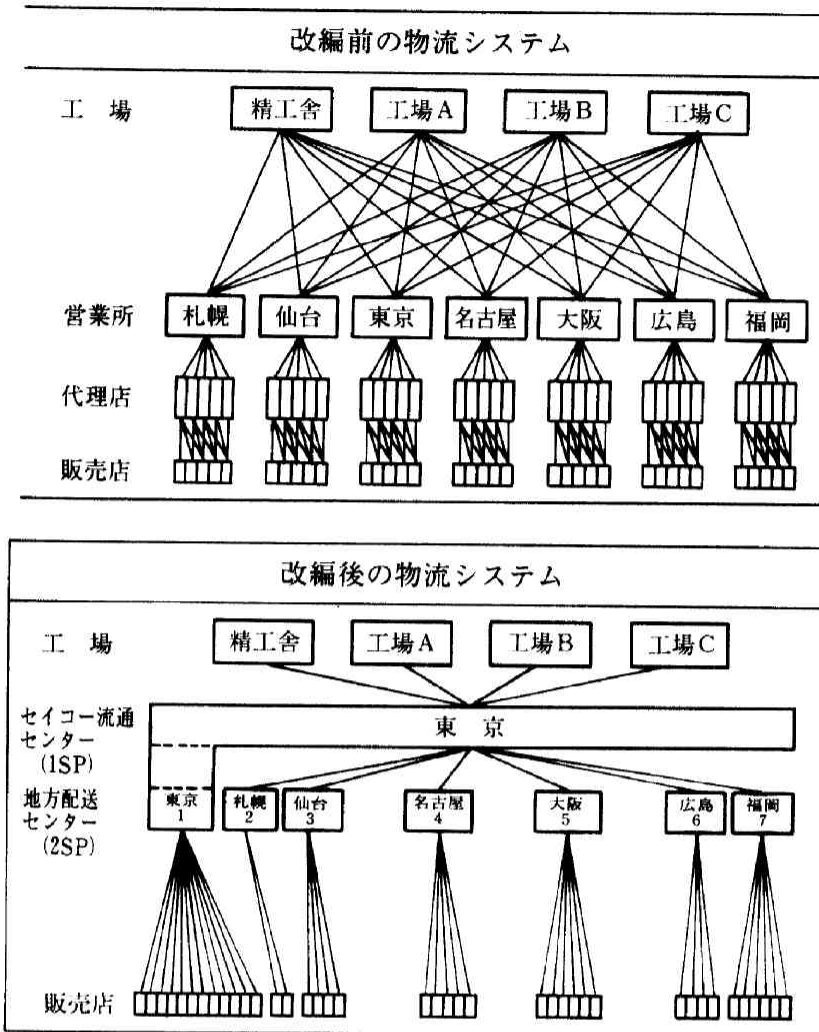 改編前の物流システム
工場 精工舎 工場A 工場B 工場C
営業所 札幌 仙台 東京 名古屋 大阪 広島 福岡
代理店
販売店
改編後の物流システム
工場 精工舎 工場A 工場B 工場C
セイコー流通
センター
(1SP)
東京
地方配送
センター
(2SP)
東京
1
札幌
2
仙台
3
名古屋
4
大阪
5
広島
6
福岡
7
販売店